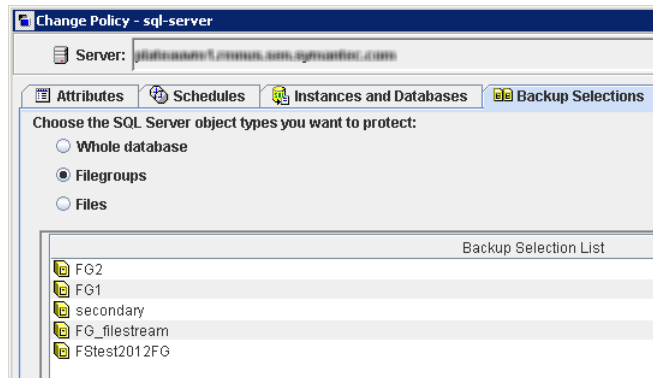 Change Policy - sql-server
Server:
Attributes Schedules Instances and Databases Backup Selections
Choose the SQL Server object types you want to protect:
Whole database
Filegroups
Files
Backup Selection List
FG2
FG1
secondary
FG_filestream
FStest2012FG